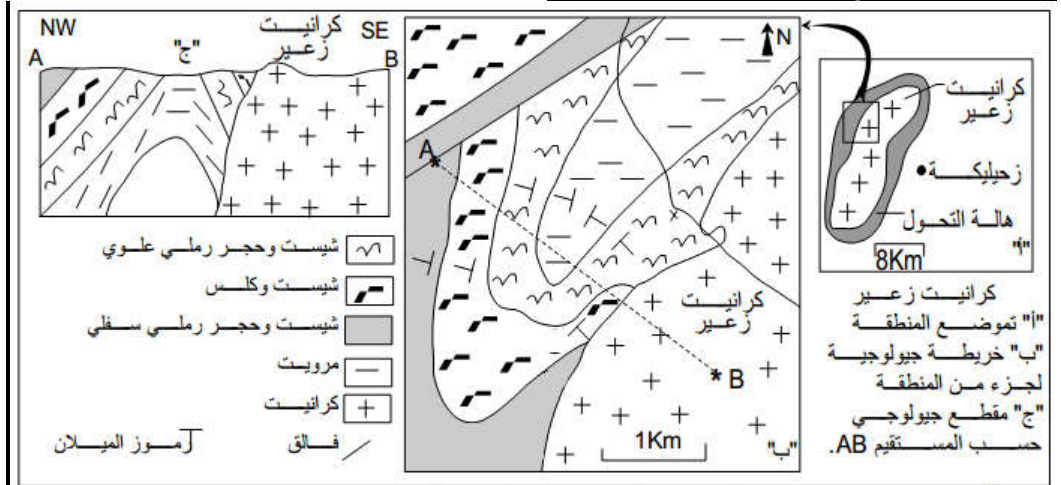 NW
"ج"
كرانيت
زعير
SE
A
B
شيست وحجر رملي علوي
شيست وكلس
شيست وحجر رملي سفلي
مرويت
كرانيت
فالق
رموز الميلان
N
A
كرانيت
زعير
B
1Km
"ب"
كرانيت
زعير
زحيليكة
هالة التحول
8Km
"أ"
كرانيت زعير
"أ" تموضع المنطقة
"ب" خريطة جيولوجية
لجزء من المنطقة
"ج" مقطع جيولوجي
حسب المستقيم AB.